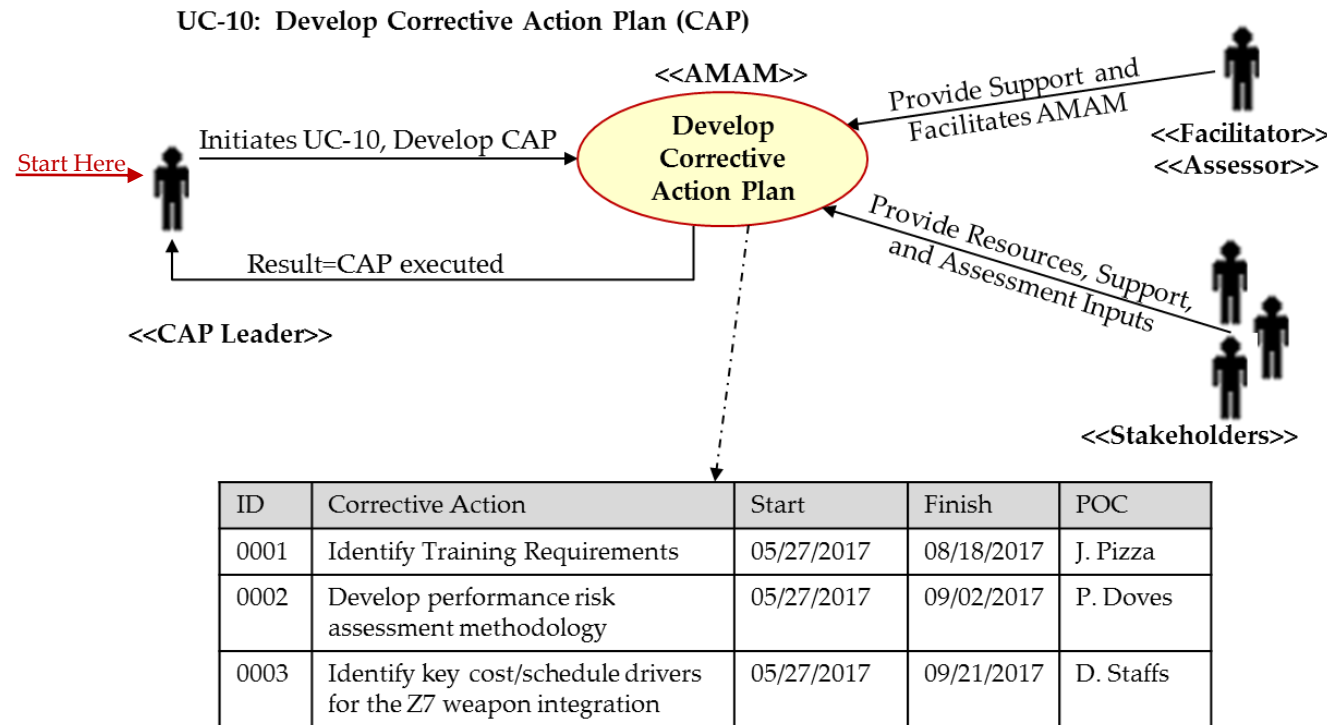 UC-10: Develop Corrective Action Plan (CAP)
<<AMAM>>
Provide Support and
Facilitates AMAM
<<Facilitator>>
<<Assessor>>
Start Here
Initiates UC-10, Develop CAP
Develop
Corrective
Action Plan
Provide Resources, Support,
and Assessment Inputs
Result=CAP executed
<<CAP Leader>>
<<Stakeholders>>
ID Corrective Action Start Finish POC
0001 Identify Training Requirements 05/27/2017 08/18/2017 J. Pizza
0002 Develop performance risk 05/27/2017 09/02/2017 P. Doves
assessment methodology
0003 Identify key cost/schedule drivers 05/27/2017 09/21/2017 D. Staffs
for the Z7 weapon integration